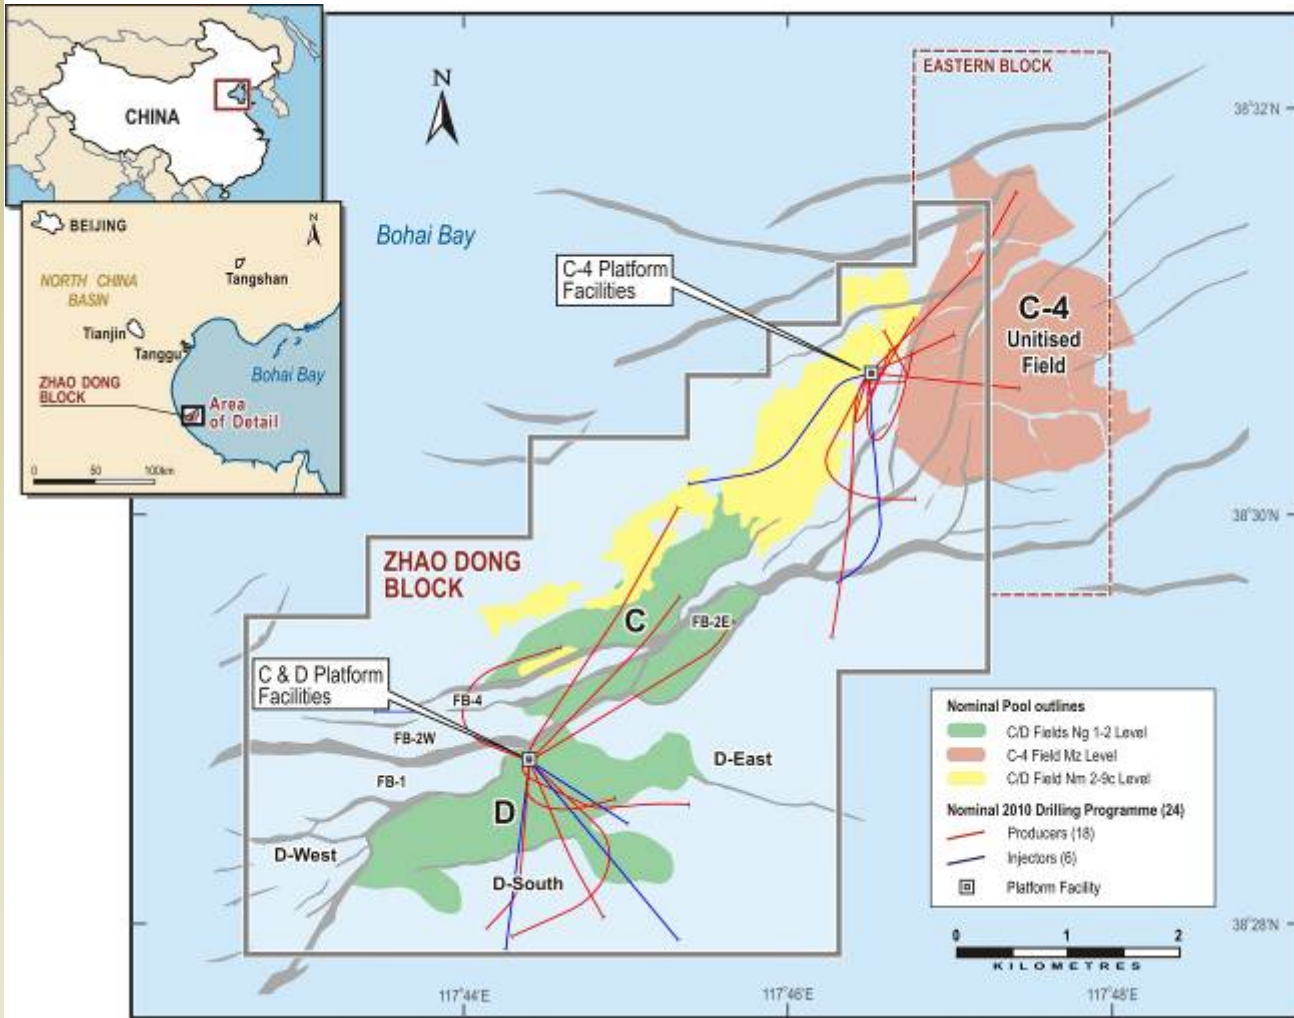 CHINA
N
BEIJING
N
NORTH CHINA
BASIN
Tangshan
Tianjin
Tanggu
Bohai Bay
ZHAO DONG
BLOCK
Area
of Detail
0 50 100km
Bohai Bay
EASTERN BLOCK
38°32'N
C-4 Platform
Facilities
C-4
Unitised
Field
38°30'N
ZHAO DONG
BLOCK
C
FB-2E
C & D Platform
Facilities
FB-4
FB-2W
FB-1
D-East
D
D-West
D-South
Nominal Pool outlines
C/D Fields Ng 1-2 Level
C-4 Field Mz Level
C/D Field Nm 2-9c Level
Nominal 2010 Drilling Programme (24)
Producers (18)
Injectors (6)
Platform Facility
38°28'N
0 1 2
KILOMETRES
117°44'E
117°46'E
117°48'E